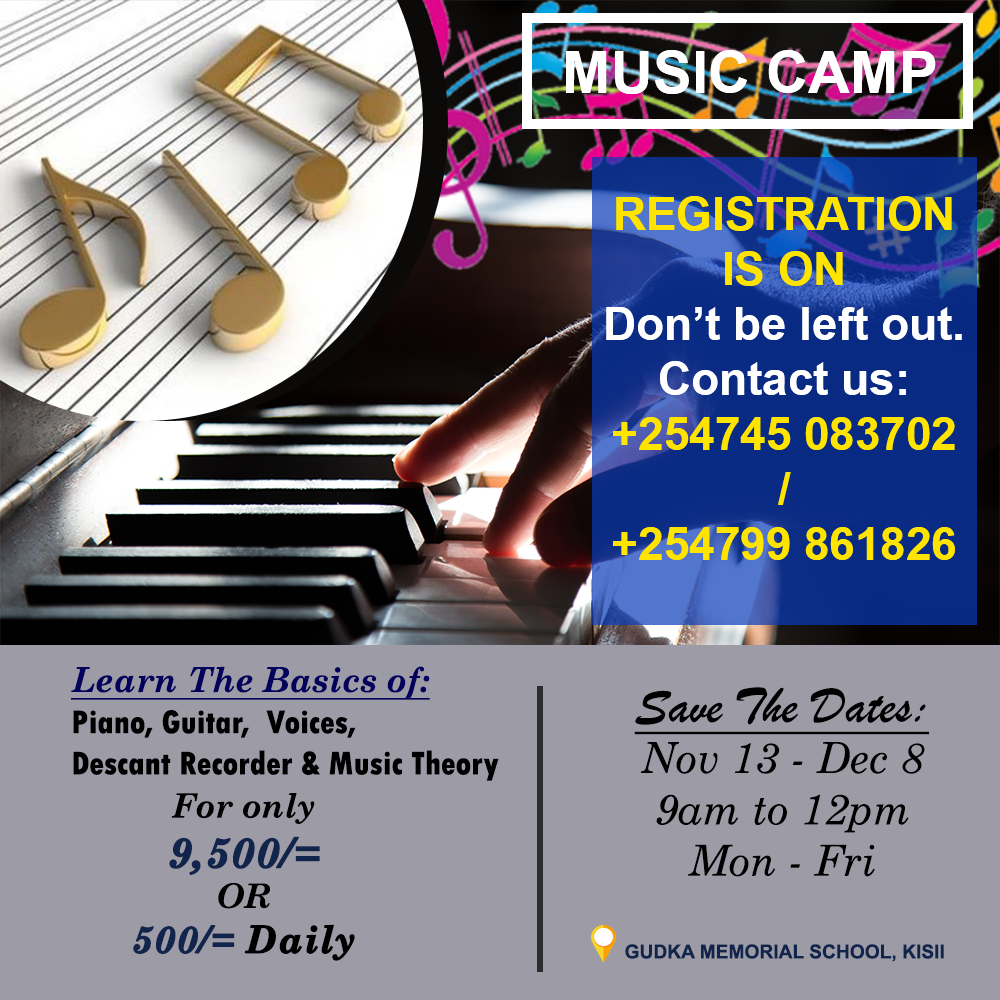 MUSIC CAMP
REGISTRATION
IS ON
Don’t be left out.
Contact us:
+254745 083702
/
+254799 861826
Learn The Basics of:
Piano, Guitar, Voices,
Descant Recorder & Music Theory
For only
9,500/=
OR
500/= Daily
Save The Dates:
Nov 13 - Dec 8
9am to 12pm
Mon - Fri
GUDKA MEMORIAL SCHOOL, KISII